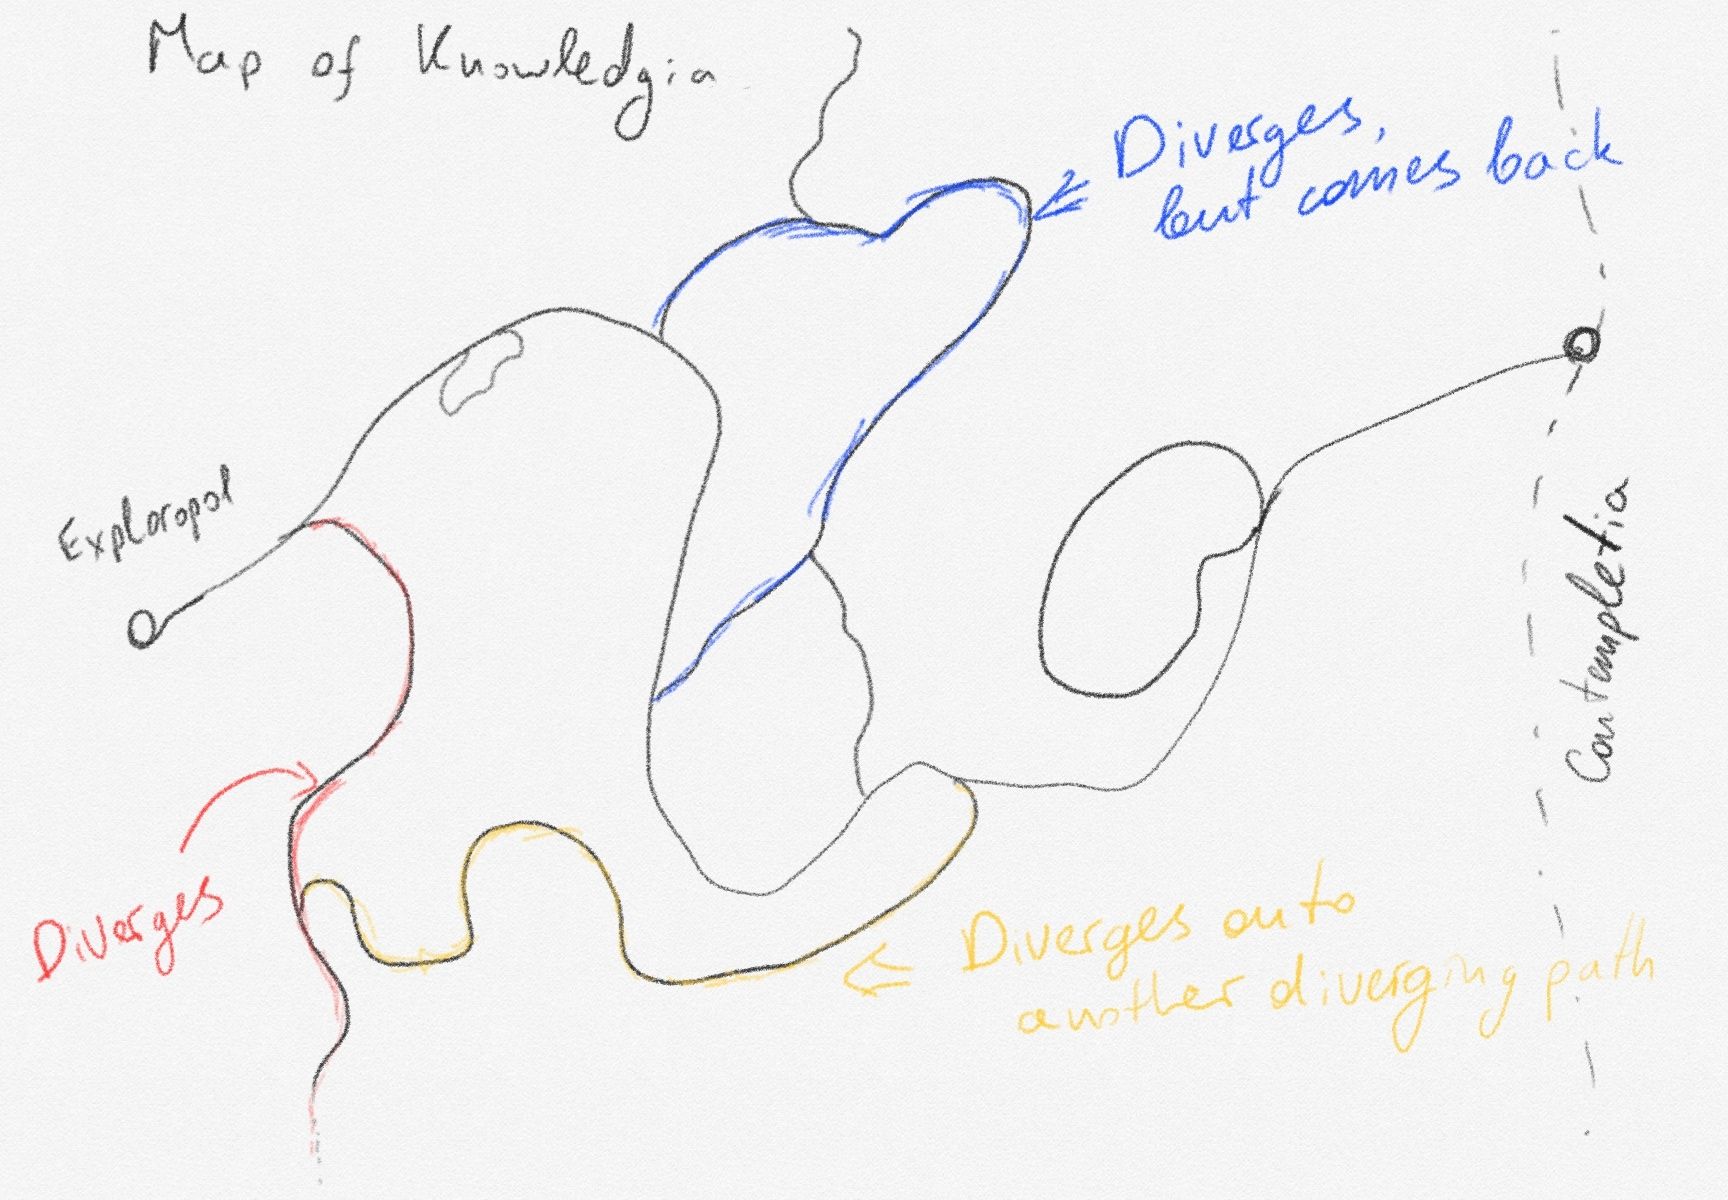 Map of Knowledgia
Diverges,
but comes back
Exploropol
Contempletia
Diverges
Diverges onto
another diverging path